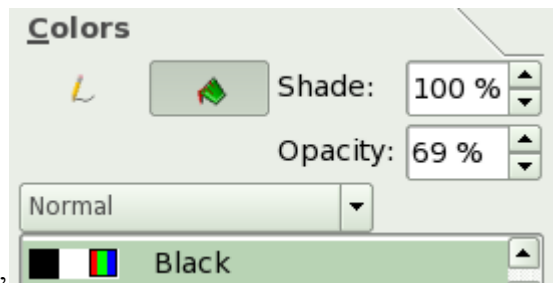 Colors
Shade: 100 %
Opacity: 69 %
Normal
, Black